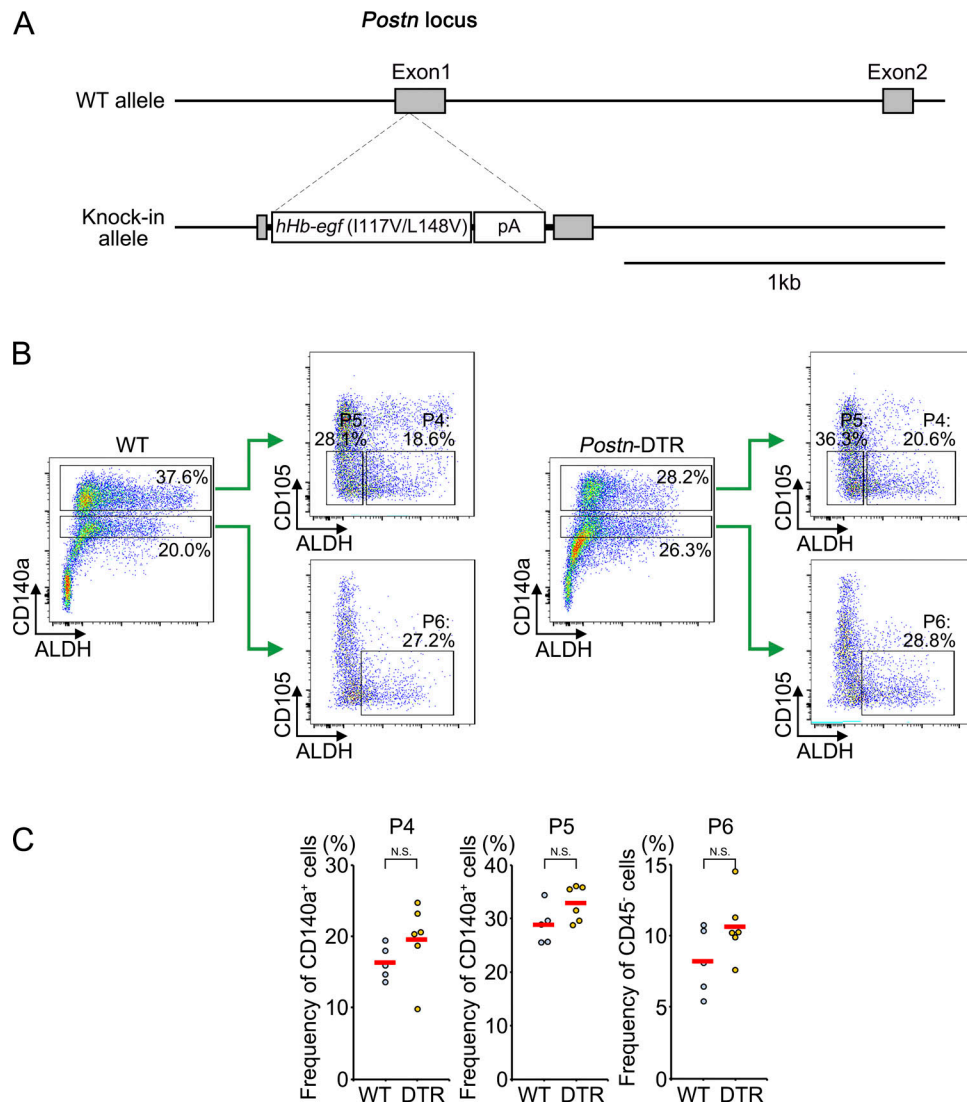 A
Postn locus
Exon1
Exon2
WT allele
Knock-in
allele
hHb-egf (I117V/L148V)
pA
1kb
B
WT
37.6%
20.0%
CD140a
ALDH
P5:
28.1%
P4:
18.6%
CD105
ALDH
P6:
27.2%
CD105
ALDH
Postn-DTR
28.2%
26.3%
CD140a
ALDH
P5:
36.3%
P4:
20.6%
CD105
ALDH
P6:
28.8%
CD105
ALDH
C
P4
(%)
N.S.
Frequency of CD140a⁺ cells
30
20
10
0
WT DTR
P5
(%)
N.S.
Frequency of CD140a⁺ cells
40
30
20
10
0
WT DTR
P6
(%)
N.S.
Frequency of CD45⁻ cells
15
10
5
0
WT DTR